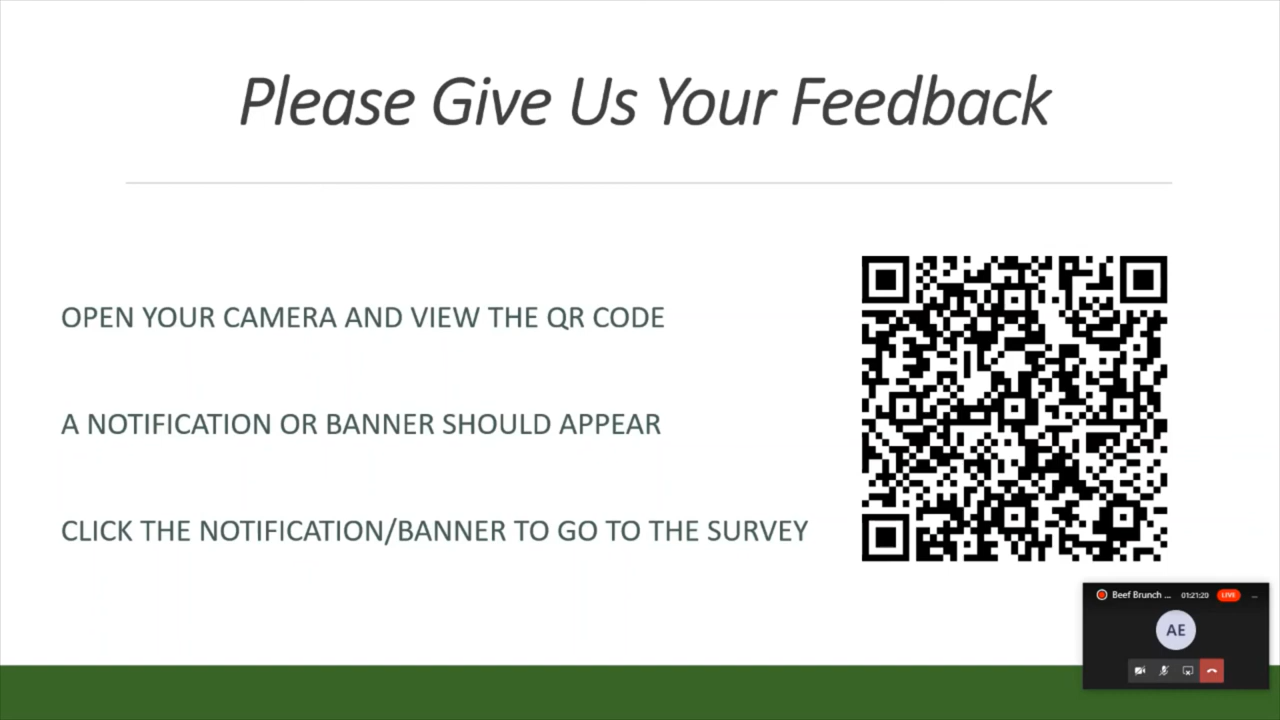 Please Give Us Your Feedback
OPEN YOUR CAMERA AND VIEW THE QR CODE
A NOTIFICATION OR BANNER SHOULD APPEAR
CLICK THE NOTIFICATION/BANNER TO GO TO THE SURVEY
Beef Brunch ... 01:21:20 LIVE ...
AE